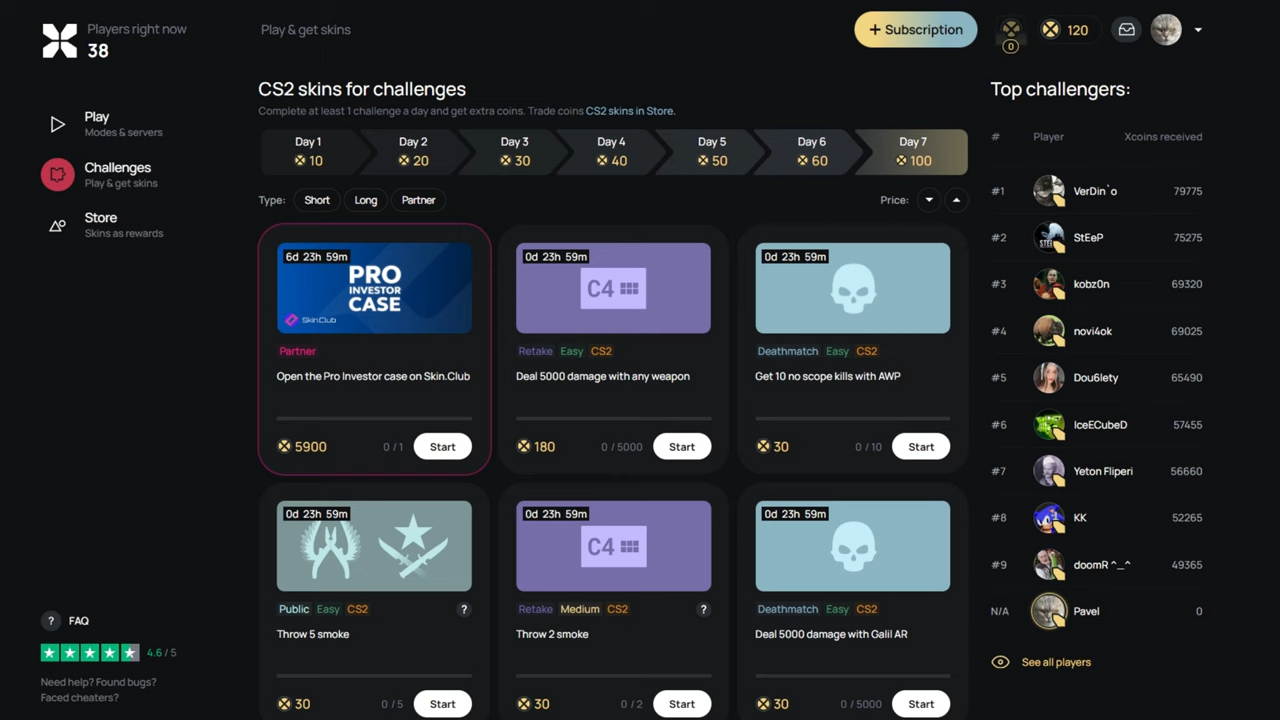 Players right now
38
Play & get skins
+ Subscription
0
120
Play
Modes & servers
Challenges
Play & get skins
Store
Skins as rewards
CS2 skins for challenges
Complete at least 1 challenge a day and get extra coins. Trade coins CS2 skins in Store.
Day 1
10
Day 2
20
Day 3
30
Day 4
40
Day 5
50
Day 6
60
Day 7
100
Type: Short Long Partner
Price:
6d 23h 59m
PRO
INVESTOR
CASE
Skin.Club
Partner
Open the Pro Investor case on Skin.Club
5900 0 / 1 Start
0d 23h 59m
C4
Retake Easy CS2
Deal 5000 damage with any weapon
180 0 / 5000 Start
0d 23h 59m
Deathmatch Easy CS2
Get 10 no scope kills with AWP
30 0 / 10 Start
0d 23h 59m
Public Easy CS2 ?
Throw 5 smoke
30 0 / 5 Start
0d 23h 59m
C4
Retake Medium CS2 ?
Throw 2 smoke
30 0 / 2 Start
0d 23h 59m
Deathmatch Easy CS2
Deal 5000 damage with Galil AR
30 0 / 5000 Start
Top challengers:
# Player Xcoins received
#1 VerDin`o 79775
#2 StEeP 75275
#3 kobz0n 69320
#4 novi4ok 69025
#5 Dou6lety 65490
#6 IceECubeD 57455
#7 Yeton Fliperi 56660
#8 KK 52265
#9 doomR ^_^ 49365
N/A Pavel 0
See all players
? FAQ
4.6 / 5
Need help? Found bugs?
Faced cheaters?